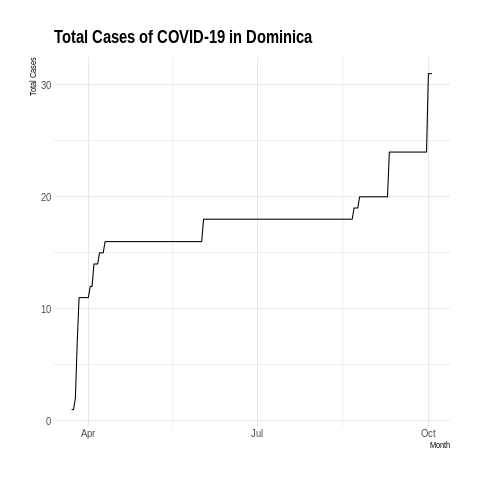 Total Cases of COVID-19 in Dominica
Total Cases
30
20
10
0
Apr
Jul
Oct
Month